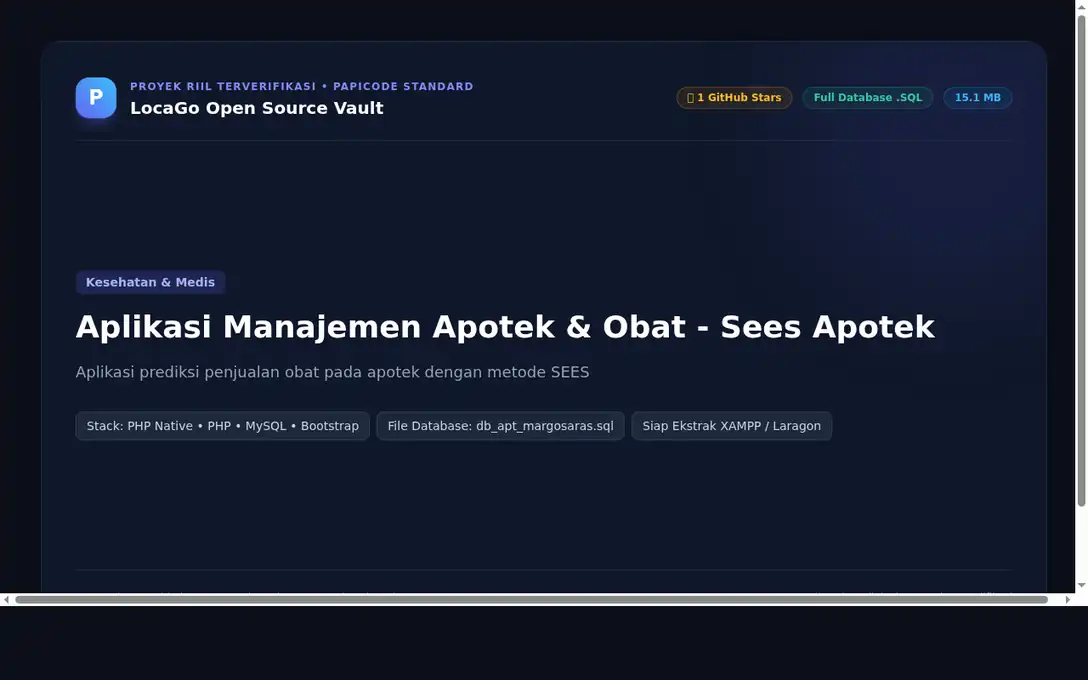 P
PROYEK RIIL TERVERIFIKASI • PAPICODE STANDARD
LocaGo Open Source Vault
1 GitHub Stars
Full Database .SQL
15.1 MB
Kesehatan & Medis
Aplikasi Manajemen Apotek & Obat - Sees Apotek
Aplikasi prediksi penjualan obat pada apotek dengan metode SEES
Stack: PHP Native • PHP • MySQL • Bootstrap
File Database: db_apt_margosaras.sql
Siap Ekstrak XAMPP / Laragon